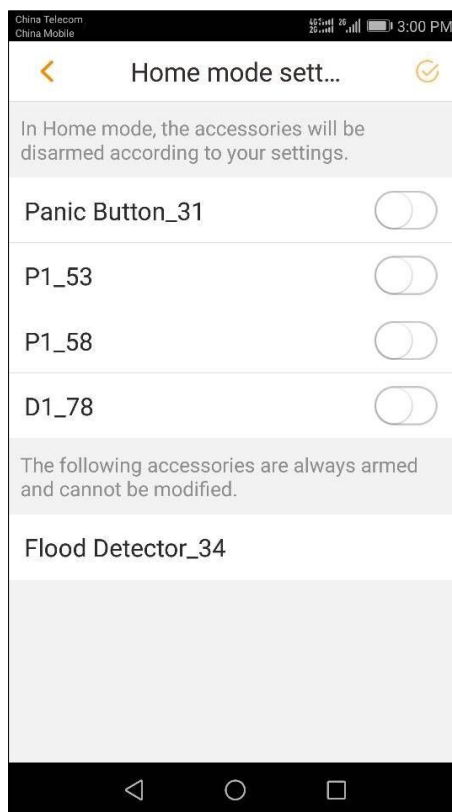 China Telecom
China Mobile
3:00 PM
Home mode sett...
In Home mode, the accessories will be
disarmed according to your settings.
Panic Button_31
P1_53
P1_58
D1_78
The following accessories are always armed
and cannot be modified.
Flood Detector_34